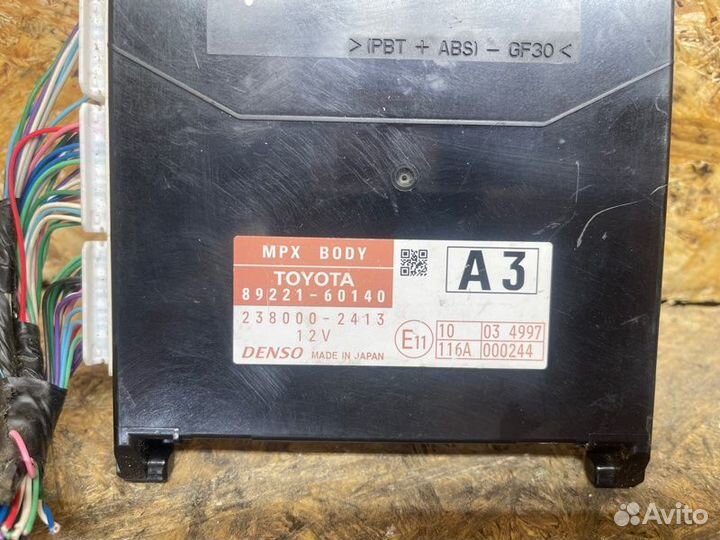 >(PBT + ABS) - GF30<
MPX BODY
TOYOTA
89221-60140
238000-2413
12V
DENSO MADE IN JAPAN
A3
E11
10 03 4997
116A 000244
Avito